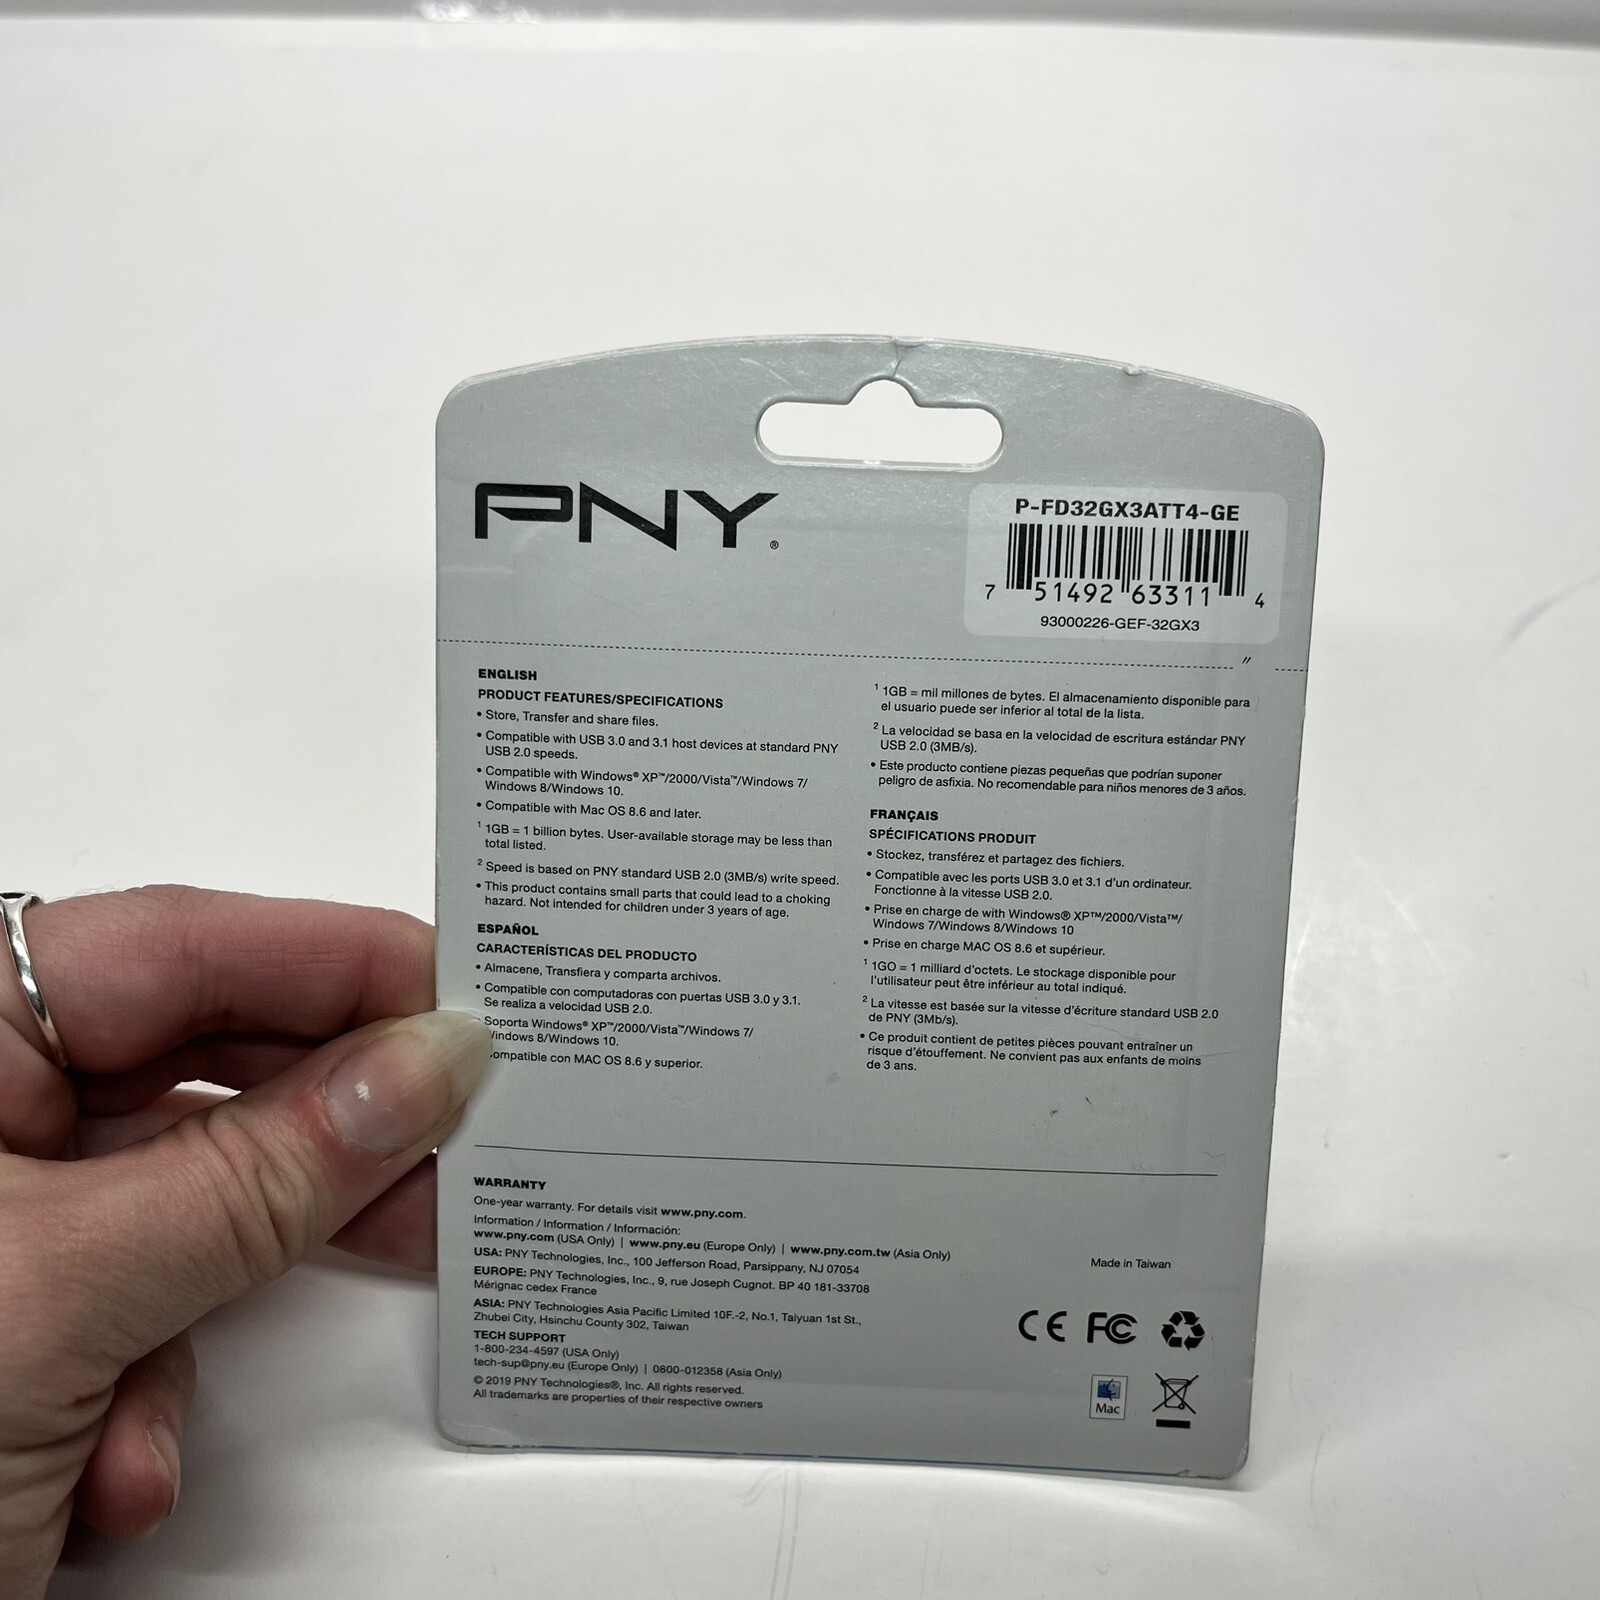 PNY®
P-FD32GX3ATT4-GE
7 51492 63311 4
93000226-GEF-32GX3
ENGLISH
PRODUCT FEATURES/SPECIFICATIONS
• Store, Transfer and share files.
• Compatible with USB 3.0 and 3.1 host devices at standard PNY
USB 2.0 speeds.
• Compatible with Windows® XP™/2000/Vista™/Windows 7/
Windows 8/Windows 10.
• Compatible with Mac OS 8.6 and later.
1 1GB = 1 billion bytes. User-available storage may be less than
total listed.
2 Speed is based on PNY standard USB 2.0 (3MB/s) write speed.
• This product contains small parts that could lead to a choking
hazard. Not intended for children under 3 years of age.
ESPAÑOL
CARACTERÍSTICAS DEL PRODUCTO
• Almacene, Transfiera y comparta archivos.
• Compatible con computadoras con puertas USB 3.0 y 3.1.
Se realiza a velocidad USB 2.0.
Soporta Windows® XP™/2000/Vista™/Windows 7/
indows 8/Windows 10.
ompatible con MAC OS 8.6 y superior.
1 1GB = mil millones de bytes. El almacenamiento disponible para
el usuario puede ser inferior al total de la lista.
2 La velocidad se basa en la velocidad de escritura estándar PNY
USB 2.0 (3MB/s).
• Este producto contiene piezas pequeñas que podrían suponer
peligro de asfixia. No recomendable para niños menores de 3 años.
FRANÇAIS
SPÉCIFICATIONS PRODUIT
• Stockez, transférez et partagez des fichiers.
• Compatible avec les ports USB 3.0 et 3.1 d'un ordinateur.
Fonctionne à la vitesse USB 2.0.
• Prise en charge de with Windows® XP™/2000/Vista™/
Windows 7/Windows 8/Windows 10
• Prise en charge MAC OS 8.6 et supérieur.
1 1GO = 1 milliard d'octets. Le stockage disponible pour
l'utilisateur peut être inférieur au total indiqué.
2 La vitesse est basée sur la vitesse d'écriture standard USB 2.0
de PNY (3Mb/s).
• Ce produit contient de petites pièces pouvant entraîner un
risque d'étouffement. Ne convient pas aux enfants de moins
de 3 ans.
WARRANTY
One-year warranty. For details visit www.pny.com.
Information / Information / Información:
www.pny.com (USA Only) | www.pny.eu (Europe Only) | www.pny.com.tw (Asia Only)
USA: PNY Technologies, Inc., 100 Jefferson Road, Parsippany, NJ 07054
EUROPE: PNY Technologies, Inc., 9, rue Joseph Cugnot. BP 40 181-33708
Mérignac cedex France
ASIA: PNY Technologies Asia Pacific Limited 10F.-2, No.1, Taiyuan 1st St.,
Zhubei City, Hsinchu County 302, Taiwan
TECH SUPPORT
1-800-234-4597 (USA Only)
tech-sup@pny.eu (Europe Only) | 0800-012358 (Asia Only)
© 2019 PNY Technologies®, Inc. All rights reserved.
All trademarks are properties of their respective owners
Made in Taiwan
CE FC
Mac